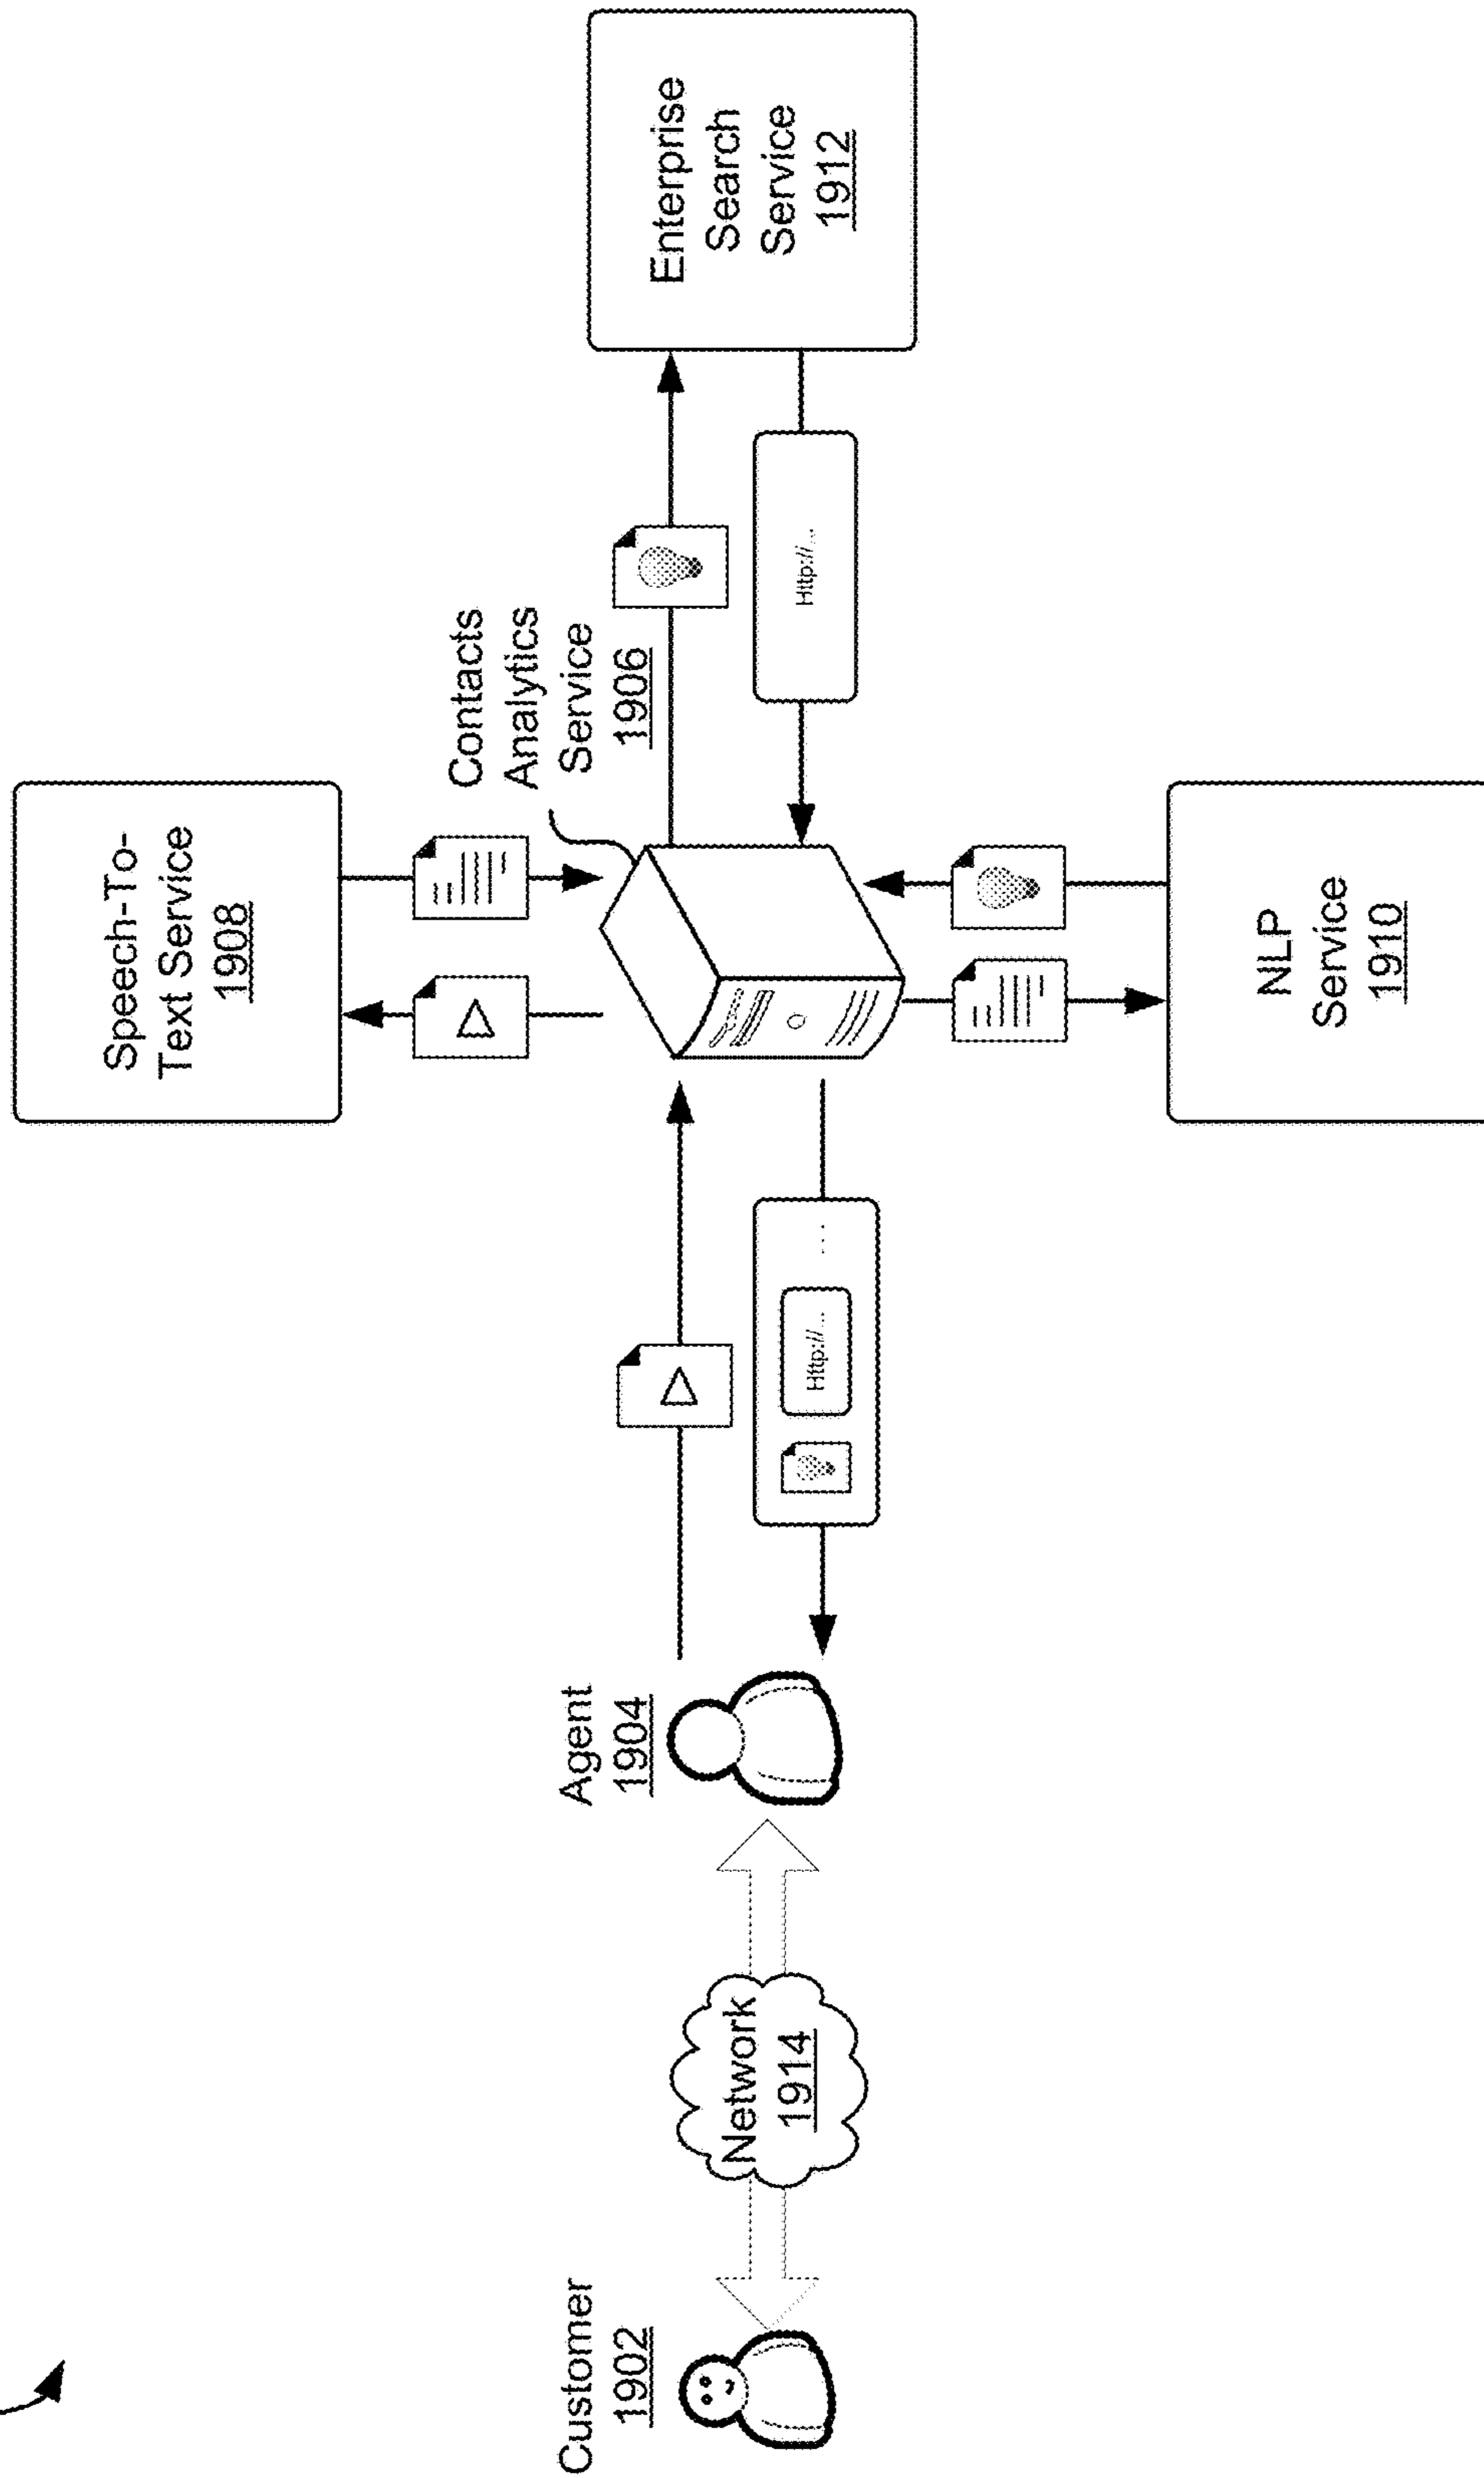 Speech-To-
Text Service
1908
Contacts
Analytics
Service
1906
Enterprise
Search
Service
1912
Http://...
Customer
1902
Network
1914
Agent
1904
Http://...
...
NLP
Service
1910